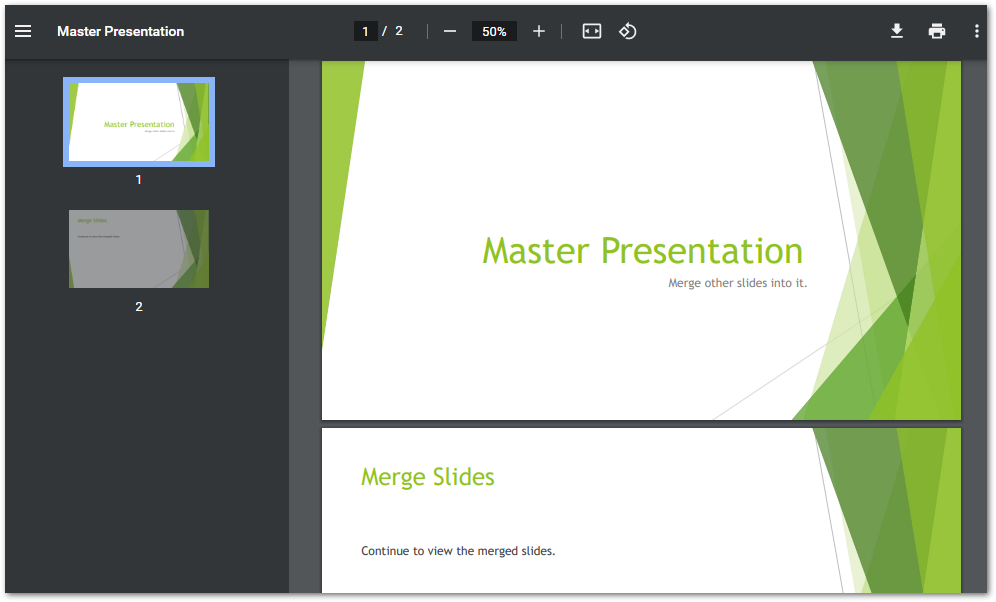 Master Presentation
1 / 2
50%
Master Presentation
Merge other slides into it.
1
Merge Slides
Continue to view the merged slides.
2
Master Presentation
Merge other slides into it.
Merge Slides
Continue to view the merged slides.